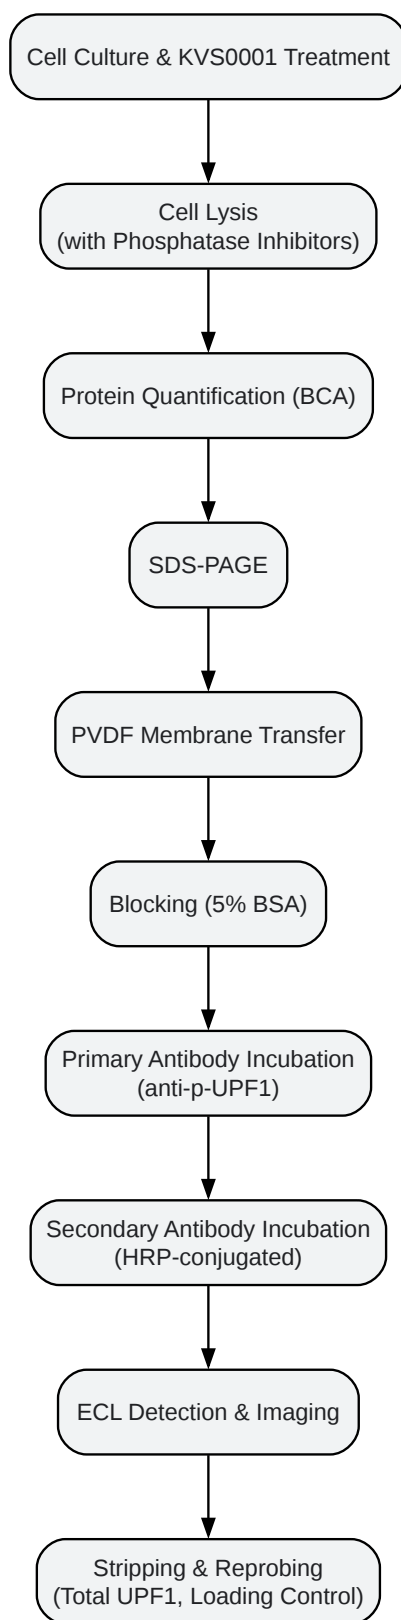 Cell Culture & KVS0001 Treatment
Cell Lysis
(with Phosphatase Inhibitors)
Protein Quantification (BCA)
SDS-PAGE
PVDF Membrane Transfer
Blocking (5% BSA)
Primary Antibody Incubation
(anti-p-UPF1)
Secondary Antibody Incubation
(HRP-conjugated)
ECL Detection & Imaging
Stripping & Reprobing
(Total UPF1, Loading Control)